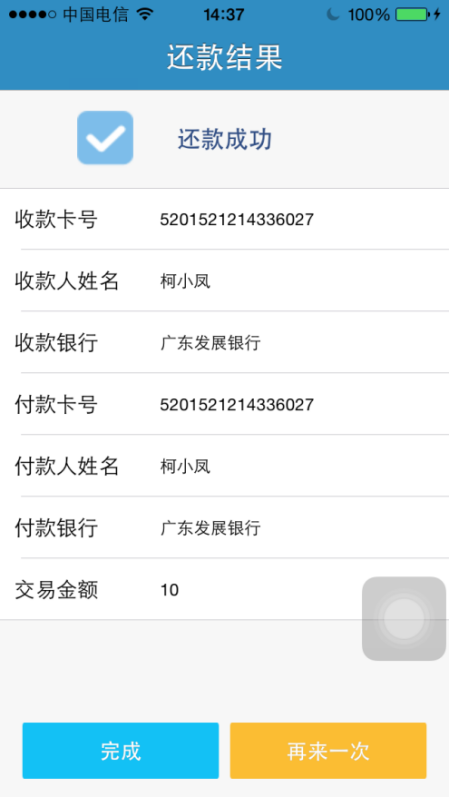 中国电信 14:37 100%
还款结果
还款成功
收款卡号 5201521214336027
收款人姓名 柯小凤
收款银行 广东发展银行
付款卡号 5201521214336027
付款人姓名 柯小凤
付款银行 广东发展银行
交易金额 10
完成 再来一次